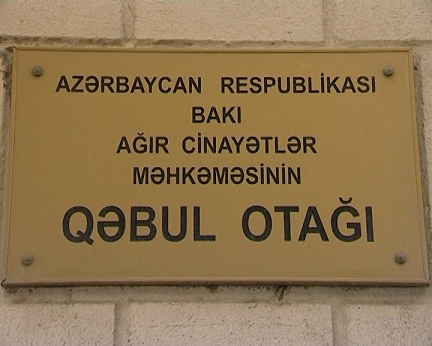 AZƏRBAYCAN RESPUBLİKASI
BAKI
AĞIR CİNAYƏTLƏR
MƏHKƏMƏSİNİN
QƏBUL OTAĞI